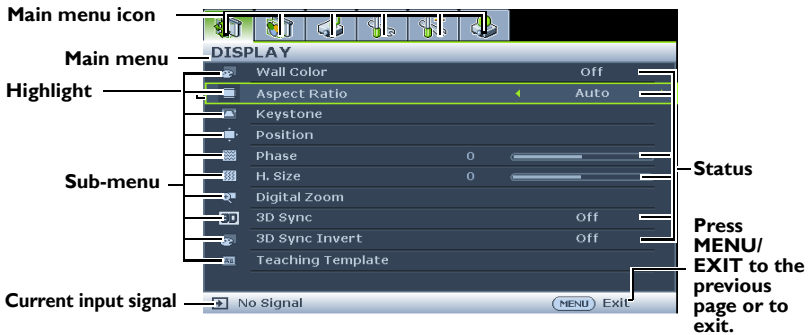 Main menu icon
Main menu
DISPLAY
Wall Color Off
Highlight
Aspect Ratio Auto
Keystone
Position
Phase 0
Status
Sub-menu
H. Size 0
Digital Zoom
3D Sync Off
3D Sync Invert Off
Teaching Template
Press
MENU/
EXIT to the
previous
page or to
exit.
Current input signal
No Signal
MENU Exit